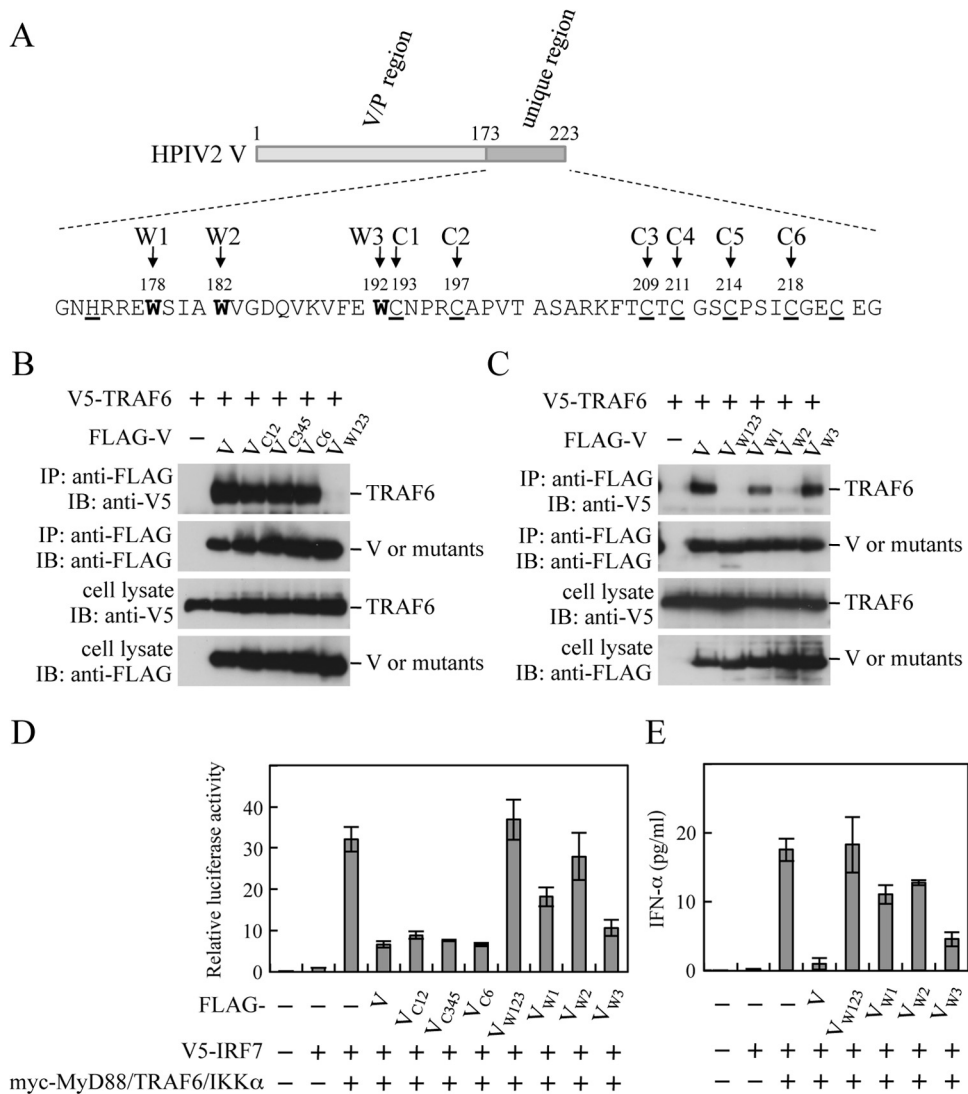 A
V/P region
unique region
1 173 223
HPIV2 V
W1 W2 W3 C1 C2 C3 C4 C5 C6
178 182 192 193 197 209 211 214 218
GNHRREWSIA WVGDQVKVFE WCNPRCAPVT ASARKFTCTC GSCPSICGEC EG
B
V5-TRAF6 + + + + + +
FLAG-V – V VC12 VC345 VC6 VW123
IP: anti-FLAG
IB: anti-V5
TRAF6
IP: anti-FLAG
IB: anti-FLAG
V or mutants
cell lysate
IB: anti-V5
TRAF6
cell lysate
IB: anti-FLAG
V or mutants
C
V5-TRAF6 + + + + + +
FLAG-V – V VW123 VW1 VW2 VW3
IP: anti-FLAG
IB: anti-V5
TRAF6
IP: anti-FLAG
IB: anti-FLAG
V or mutants
cell lysate
IB: anti-V5
TRAF6
cell lysate
IB: anti-FLAG
V or mutants
D
Relative luciferase activity
40
30
20
10
0
FLAG- – – – V VC12 VC345 VC6 VW123 VW1 VW2 VW3
V5-IRF7 – + + + + + + + + + +
myc-MyD88/TRAF6/IKKα – – + + + + + + + + +
E
IFN-α (pg/ml)
20
10
0
– – – V VW123 VW1 VW2 VW3
– + + + + + + +
– – + + + + + +